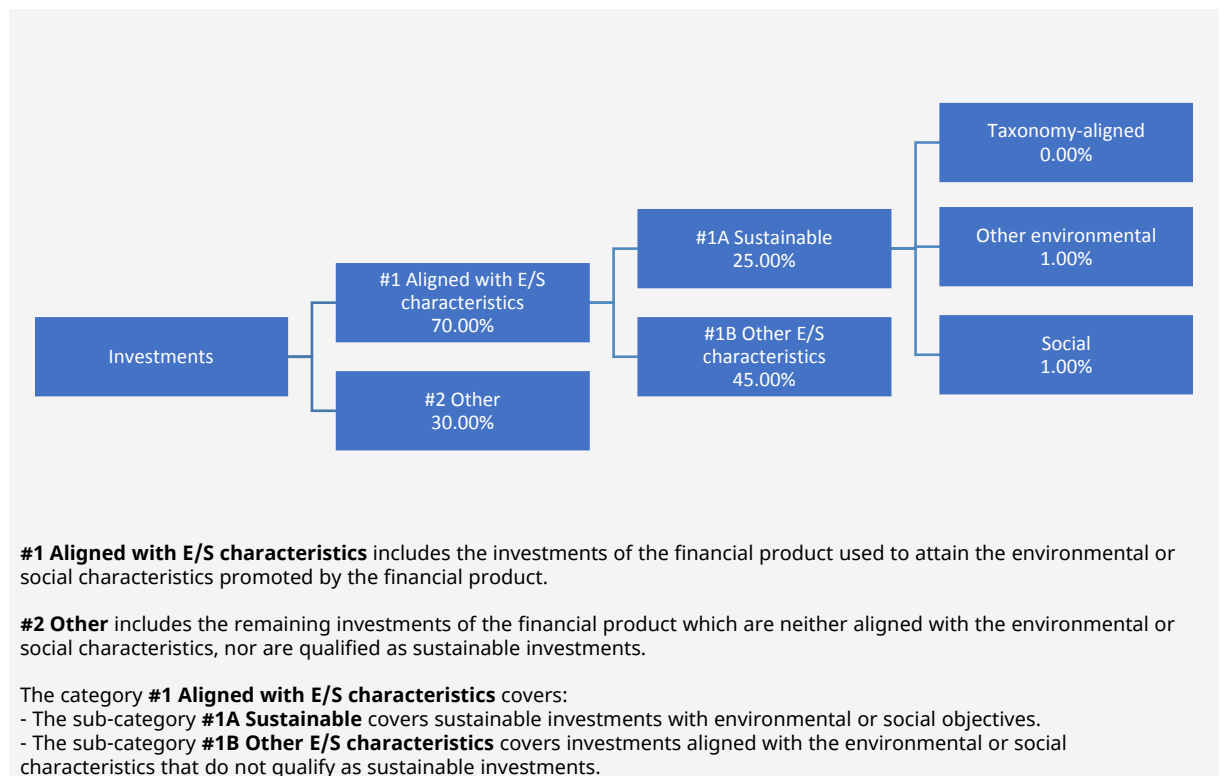 Taxonomy-aligned
0.00%
#1A Sustainable
25.00%
Other environmental
1.00%
#1 Aligned with E/S
characteristics
70.00%
Investments
#1B Other E/S
characteristics
45.00%
Social
1.00%
#2 Other
30.00%
#1 Aligned with E/S characteristics includes the investments of the financial product used to attain the environmental or
social characteristics promoted by the financial product.
#2 Other includes the remaining investments of the financial product which are neither aligned with the environmental or
social characteristics, nor are qualified as sustainable investments.
The category #1 Aligned with E/S characteristics covers:
- The sub-category #1A Sustainable covers sustainable investments with environmental or social objectives.
- The sub-category #1B Other E/S characteristics covers investments aligned with the environmental or social
characteristics that do not qualify as sustainable investments.